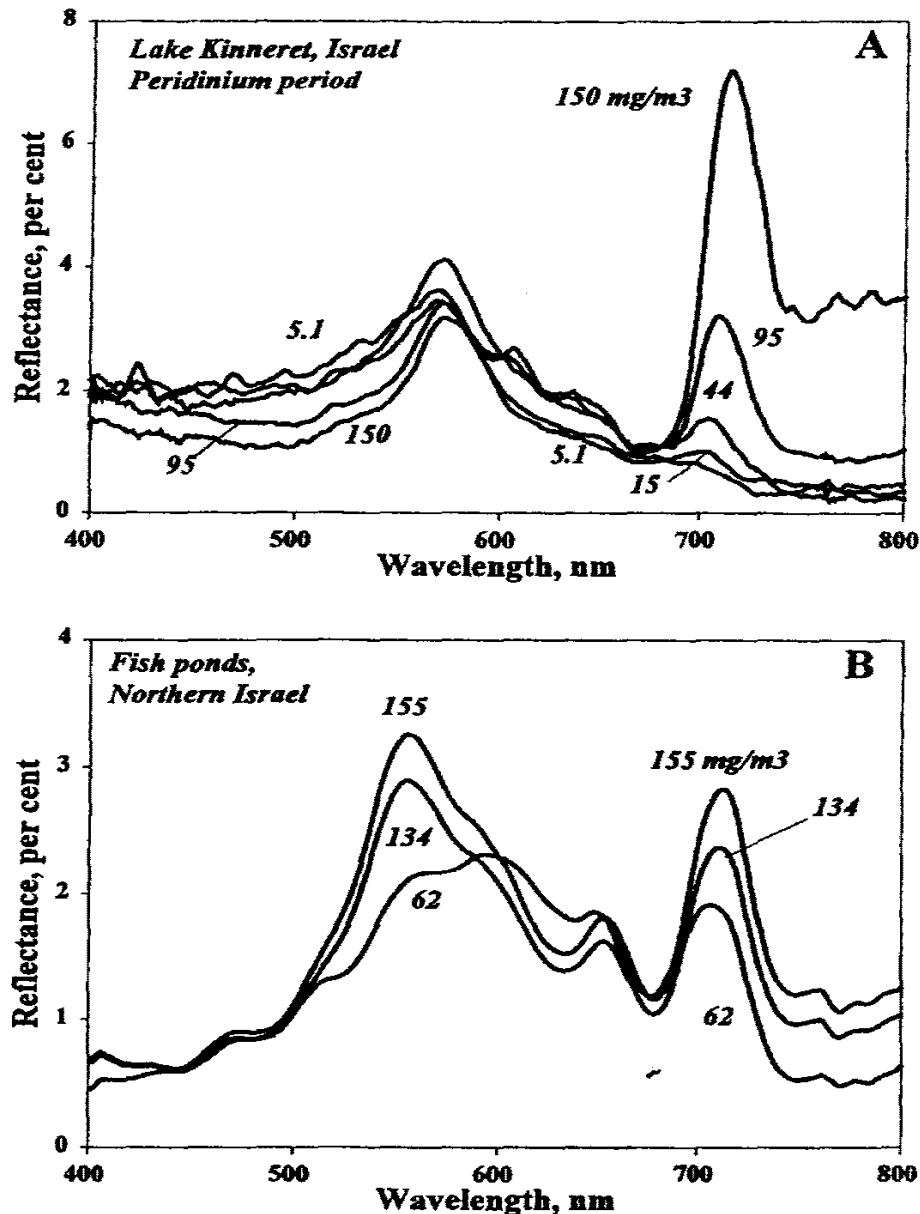 Lake Kinneret, Israel
Peridinium period
A
8
6
4
2
0
Reflectance, per cent
150 mg/m3
5.1
95
44
150
95
5.1
15
400
500
600
700
800
Wavelength, nm
Fish ponds,
Northern Israel
B
4
3
2
1
0
Reflectance, per cent
155
155 mg/m3
134
134
62
62
400
500
600
700
800
Wavelength, nm